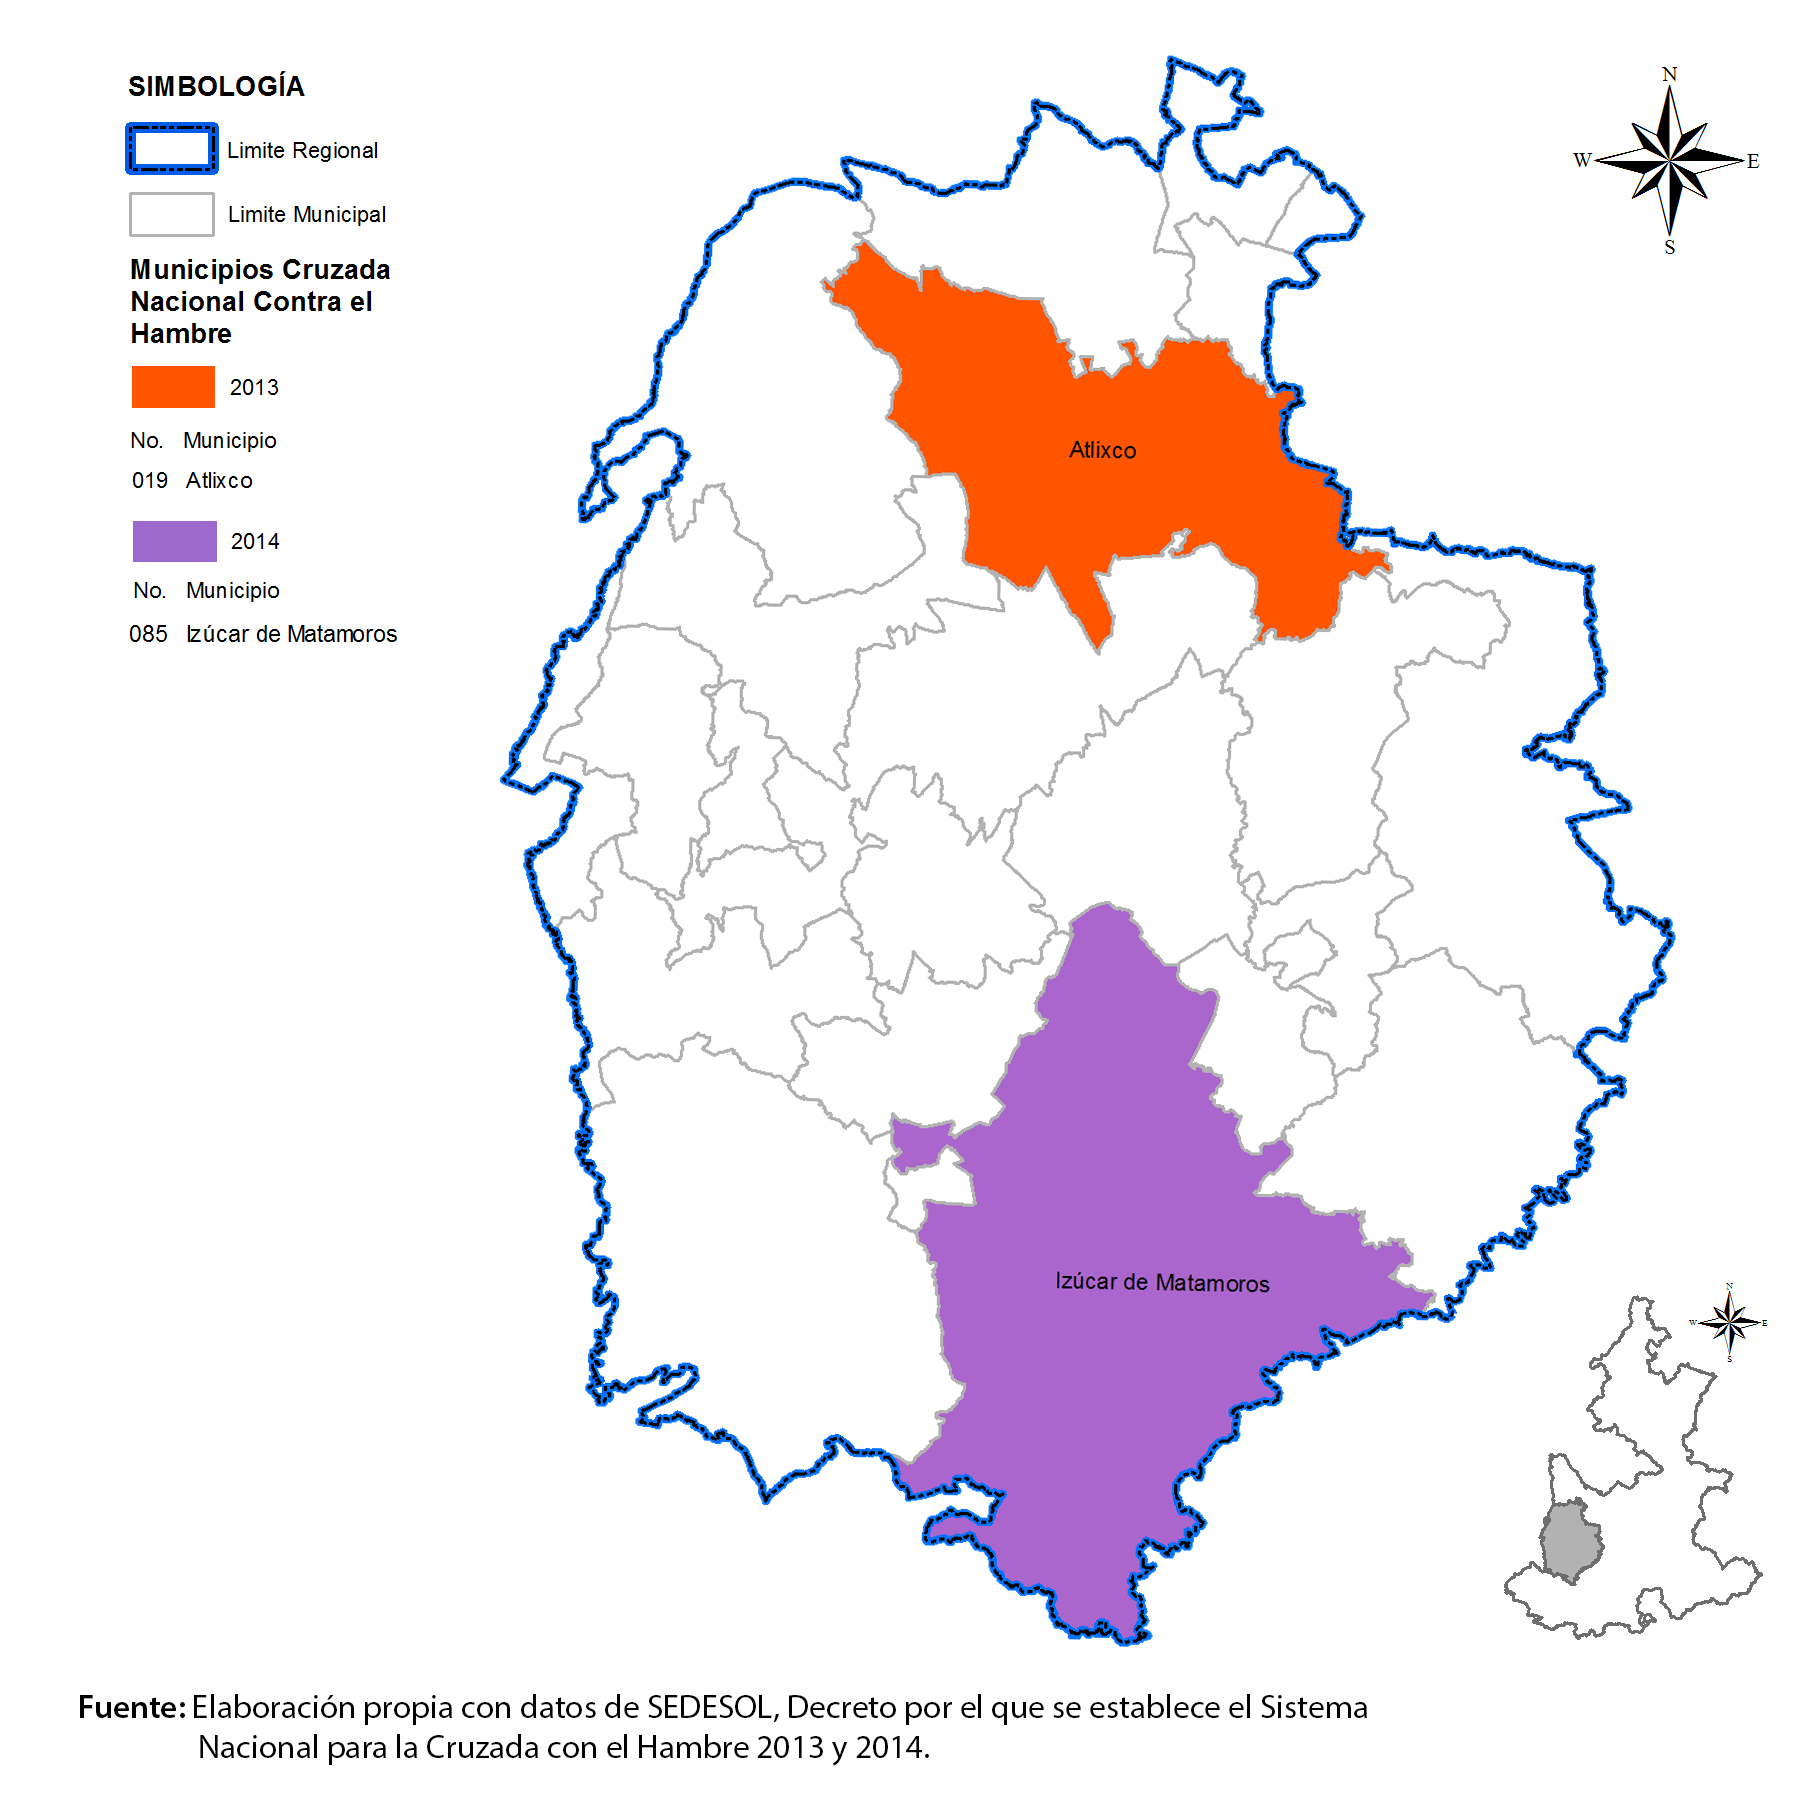 SIMBOLOGÍA
Limite Regional
Limite Municipal
Municipios Cruzada
Nacional Contra el
Hambre
2013
No. Municipio
019 Atlixco
2014
No. Municipio
085 Izúcar de Matamoros
N
W E
S
Atlixco
Izúcar de Matamoros
N
W E
S
Fuente: Elaboración propia con datos de SEDESOL, Decreto por el que se establece el Sistema
Nacional para la Cruzada con el Hambre 2013 y 2014.